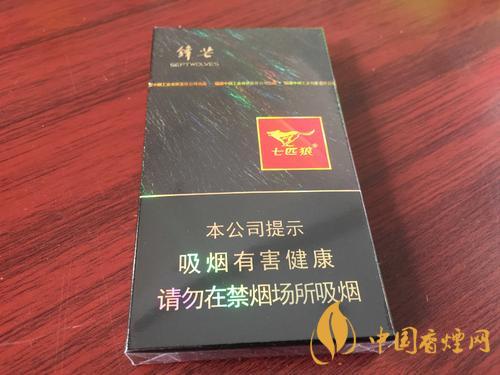 锋芒
SEPTWOLVES
七匹狼®
本公司提示
吸烟有害健康
请勿在禁烟场所吸烟
中国香烟网